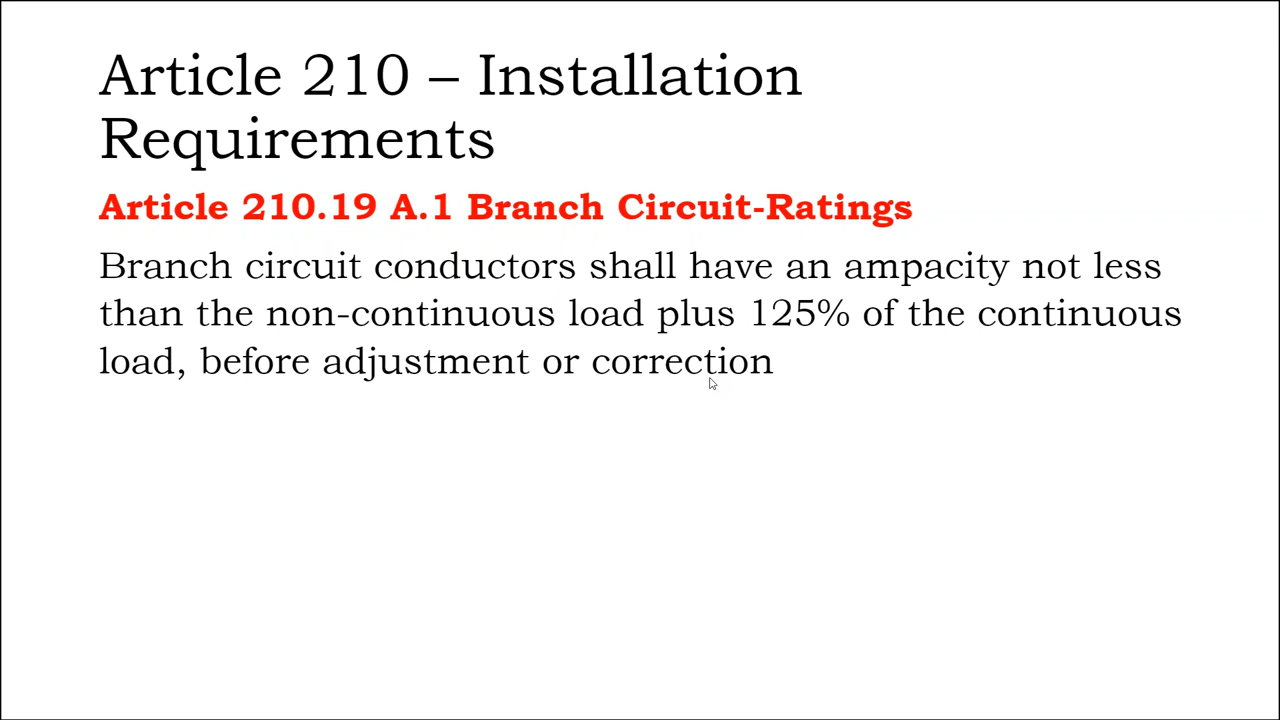 Article 210 – Installation
Requirements
Article 210.19 A.1 Branch Circuit-Ratings
Branch circuit conductors shall have an ampacity not less
than the non-continuous load plus 125% of the continuous
load, before adjustment or correction